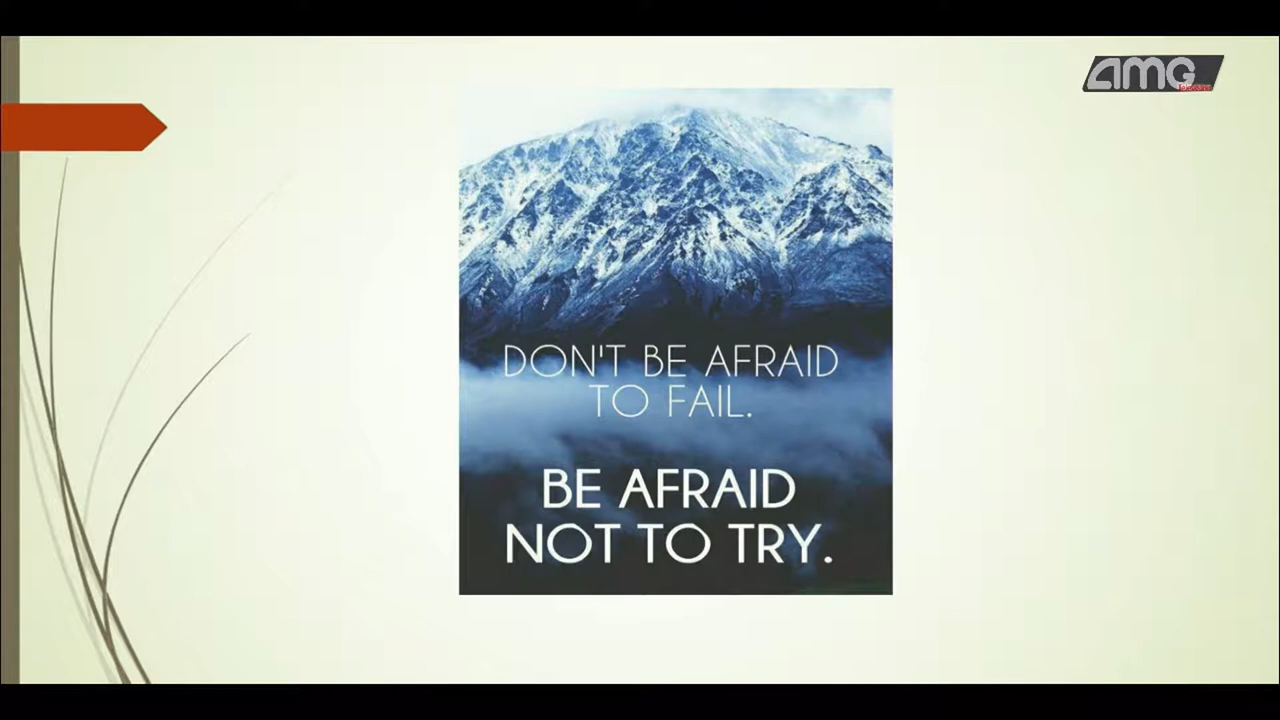 AMG
DON'T BE AFRAID
TO FAIL.
BE AFRAID
NOT TO TRY.